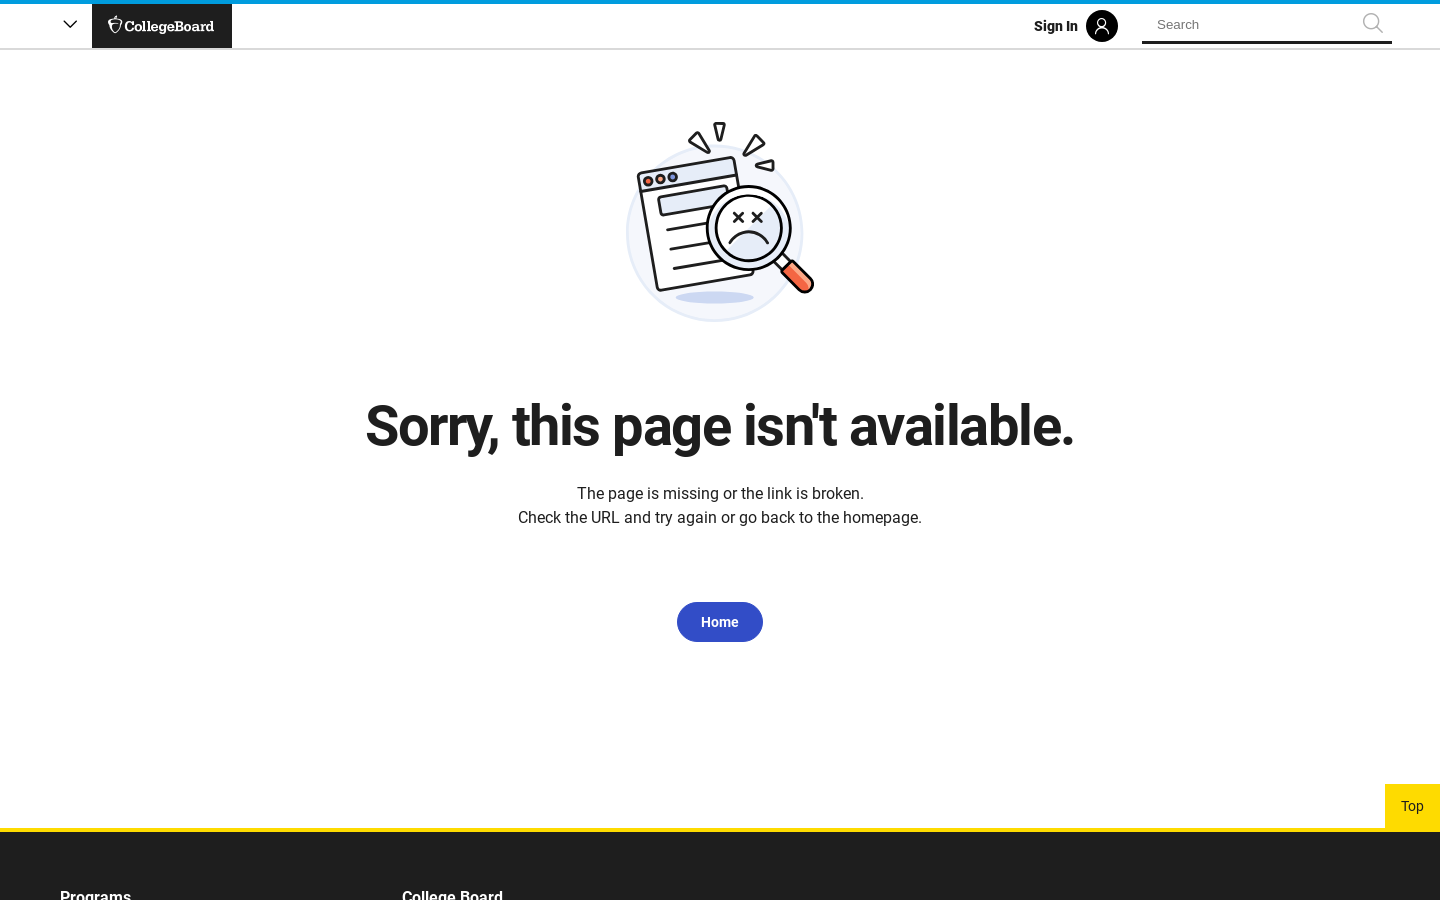 CollegeBoard
Sign In
Search
Sorry, this page isn't available.
The page is missing or the link is broken.
Check the URL and try again or go back to the homepage.
Home
Top
Programs
College Board